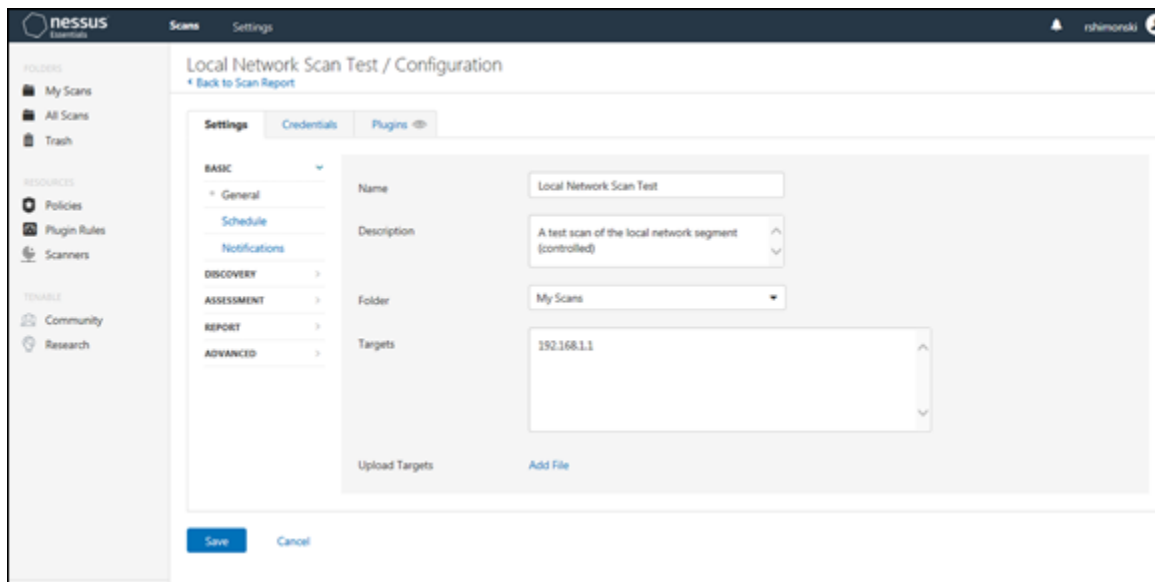 nessus
Essentials
Scans
Settings
rshimonski
FOLDERS
My Scans
All Scans
Trash
RESOURCES
Policies
Plugin Rules
Scanners
TENABLE
Community
Research
Local Network Scan Test / Configuration
Back to Scan Report
Settings
Credentials
Plugins
BASIC
General
Schedule
Notifications
DISCOVERY
ASSESSMENT
REPORT
ADVANCED
Name
Local Network Scan Test
Description
A test scan of the local network segment
(controlled)
Folder
My Scans
Targets
192.168.1.1
Upload Targets
Add File
Save
Cancel